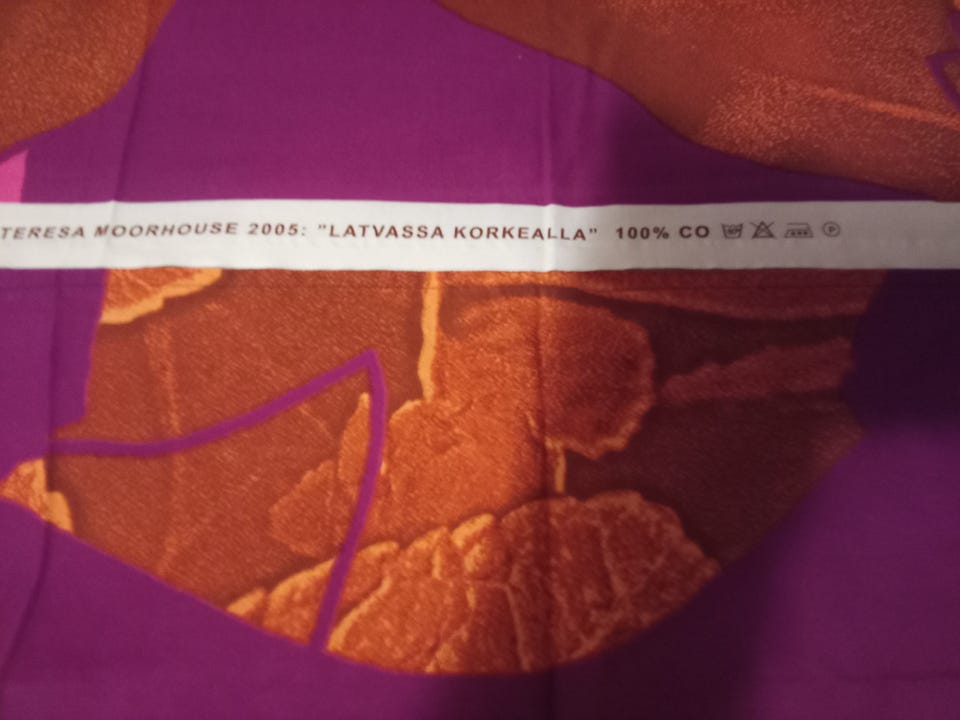 TERESA MOORHOUSE 2005: "LATVASSA KORKEALLA" 100% CO P